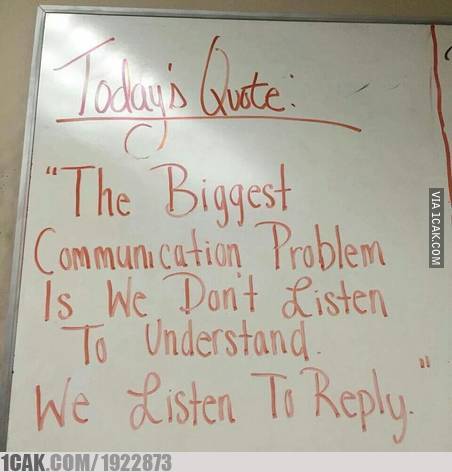 Today's Quote:
"The Biggest
Communication Problem
Is We Don't Listen
To Understand.
We Listen To Reply."
VIA 1CAK.COM
1CAK.COM/1922873